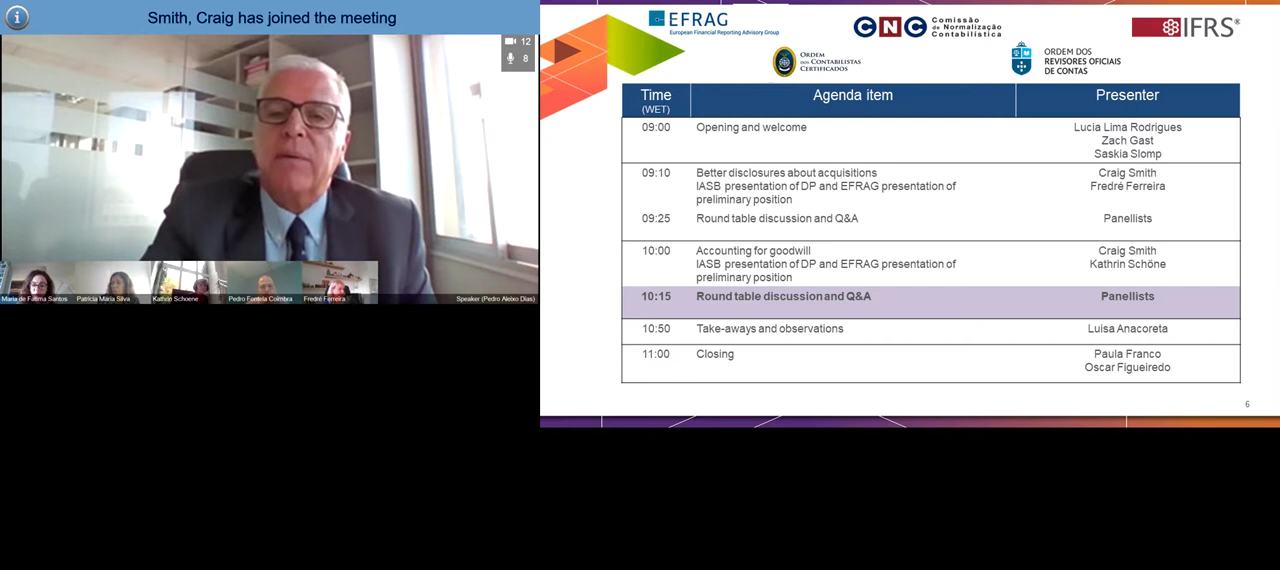 Smith, Craig has joined the meeting
12
8
Maria de Fátima Santos
Patrícia Maria Silva
Kathrin Schoene
Pedro Fontela Coimbra
Fredré Ferreira
Speaker (Pedro Aleixo Dias)
EFRAG
European Financial Reporting Advisory Group
CNC
Comissão
de Normalização
Contabilística
IFRS®
ORDEM
DOS CONTABILISTAS
CERTIFICADOS
ORDEM DOS
REVISORES OFICIAIS
DE CONTAS
Time
(WET)
Agenda item
Presenter
09:00
Opening and welcome
Lucia Lima Rodrigues
Zach Gast
Saskia Slomp
09:10
Better disclosures about acquisitions
IASB presentation of DP and EFRAG presentation of
preliminary position
Craig Smith
Fredré Ferreira
09:25
Round table discussion and Q&A
Panellists
10:00
Accounting for goodwill
IASB presentation of DP and EFRAG presentation of
preliminary position
Craig Smith
Kathrin Schöne
10:15
Round table discussion and Q&A
Panellists
10:50
Take-aways and observations
Luisa Anacoreta
11:00
Closing
Paula Franco
Oscar Figueiredo
6